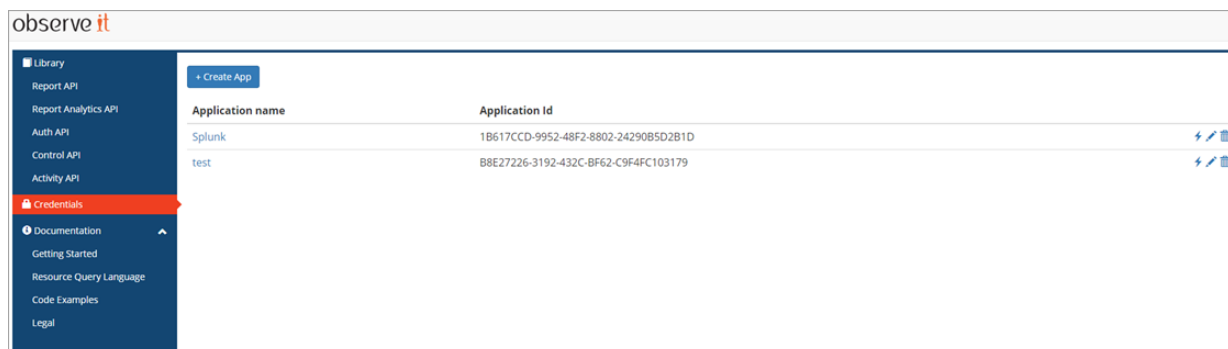 observe it
Library
Report API
Report Analytics API
Auth API
Control API
Activity API
Credentials
Documentation
Getting Started
Resource Query Language
Code Examples
Legal
+ Create App
Application name Application Id
Splunk 1B617CCD-9952-48F2-8802-24290B5D2B1D
test B8E27226-3192-432C-BF62-C9F4FC103179